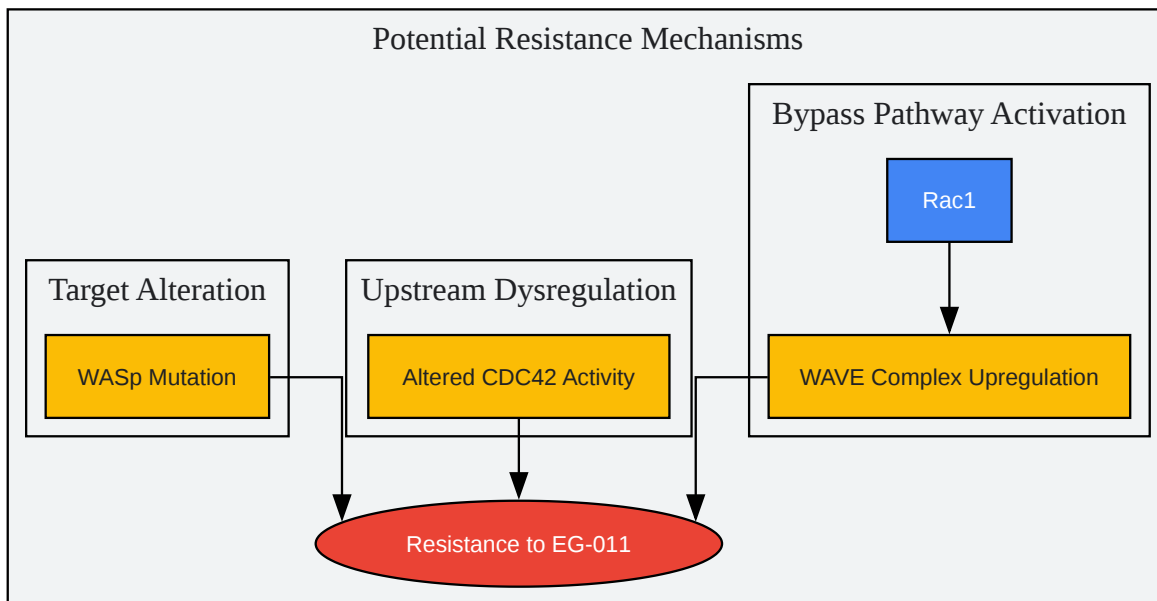 Potential Resistance Mechanisms
Bypass Pathway Activation
Rac1
Target Alteration
Upstream Dysregulation
WASp Mutation
Altered CDC42 Activity
WAVE Complex Upregulation
Resistance to EG-011